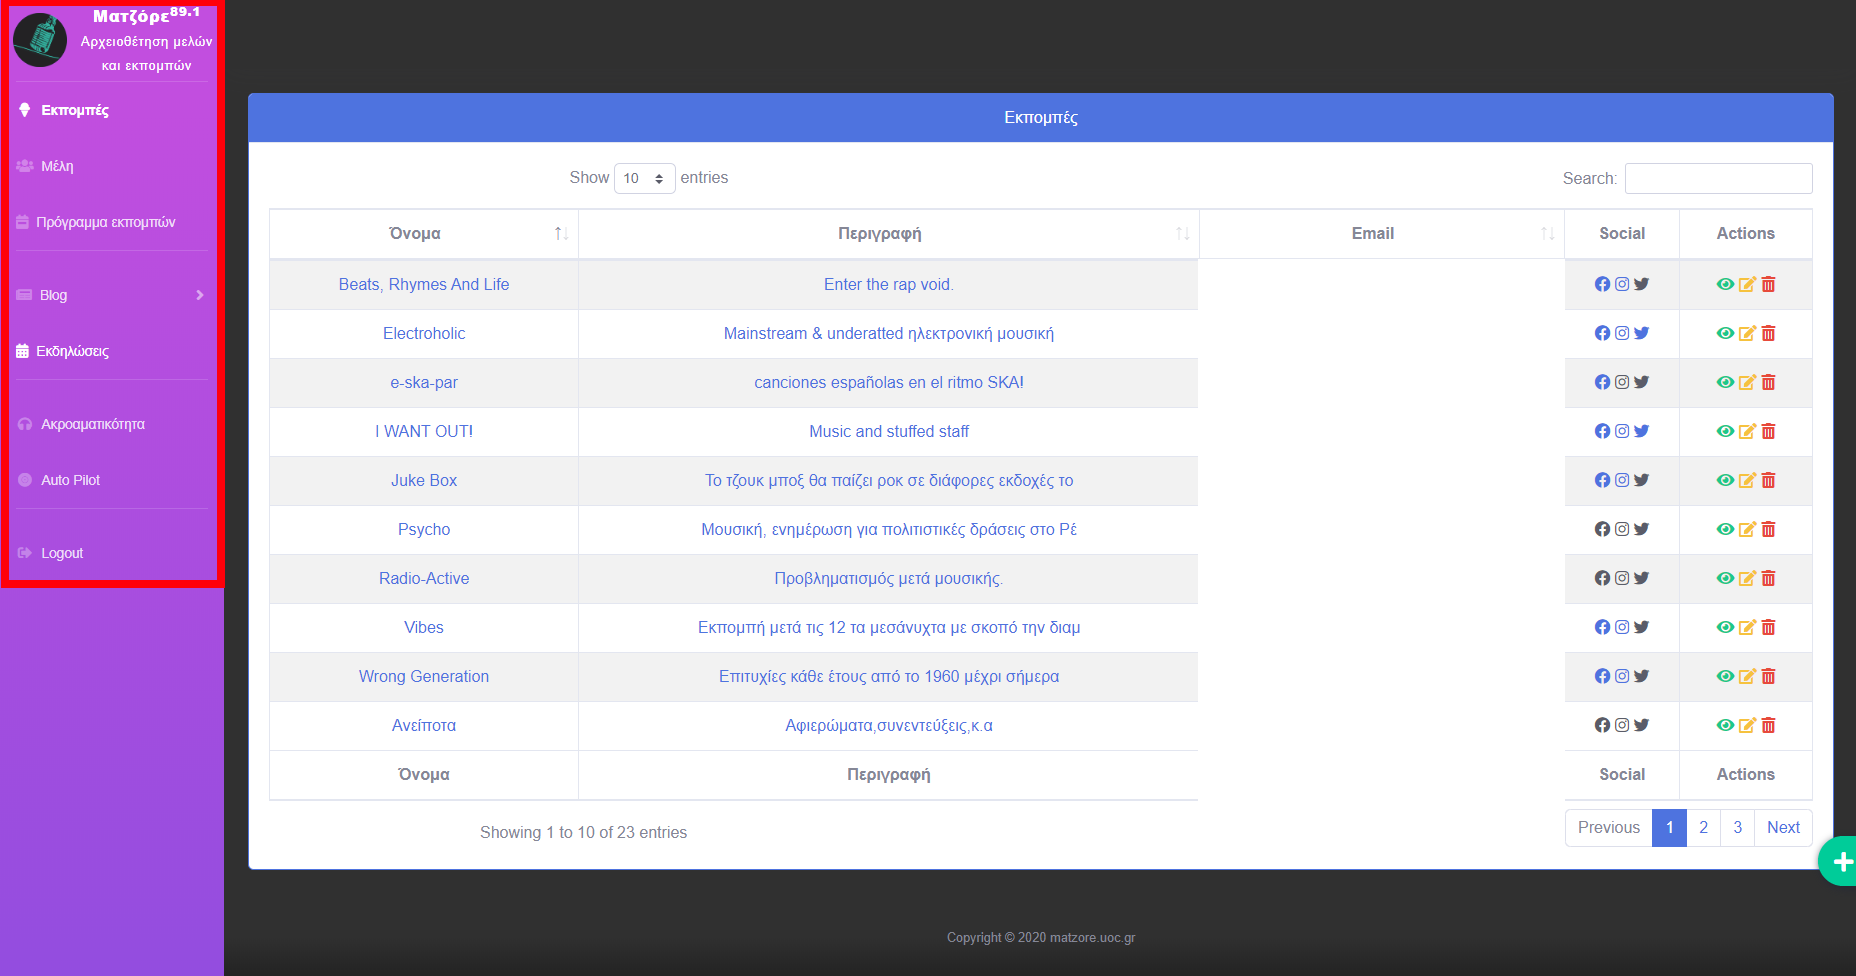 Ματζόρε89.1
Αρχειοθέτηση μελών
και εκπομπών
Εκπομπές
Μέλη
Πρόγραμμα εκπομπών
Blog
Εκδηλώσεις
Ακροαματικότητα
Auto Pilot
Logout
Εκπομπές
Show 10 entries Search:
Όνομα Περιγραφή Email Social Actions
Beats, Rhymes And Life Enter the rap void.
Electroholic Mainstream & underatted ηλεκτρονική μουσική
e-ska-par canciones españolas en el ritmo SKA!
I WANT OUT! Music and stuffed staff
Juke Box Το τζουκ μποξ θα παίζει ροκ σε διάφορες εκδοχές το
Psycho Μουσική, ενημέρωση για πολιτιστικές δράσεις στο Ρέ
Radio-Active Προβληματισμός μετά μουσικής.
Vibes Εκπομπή μετά τις 12 τα μεσάνυχτα με σκοπό την διαμ
Wrong Generation Επιτυχίες κάθε έτους από το 1960 μέχρι σήμερα
Ανείποτα Αφιερώματα,συνεντεύξεις,κ.α
Όνομα Περιγραφή Social Actions
Showing 1 to 10 of 23 entries Previous 1 2 3 Next
Copyright © 2020 matzore.uoc.gr